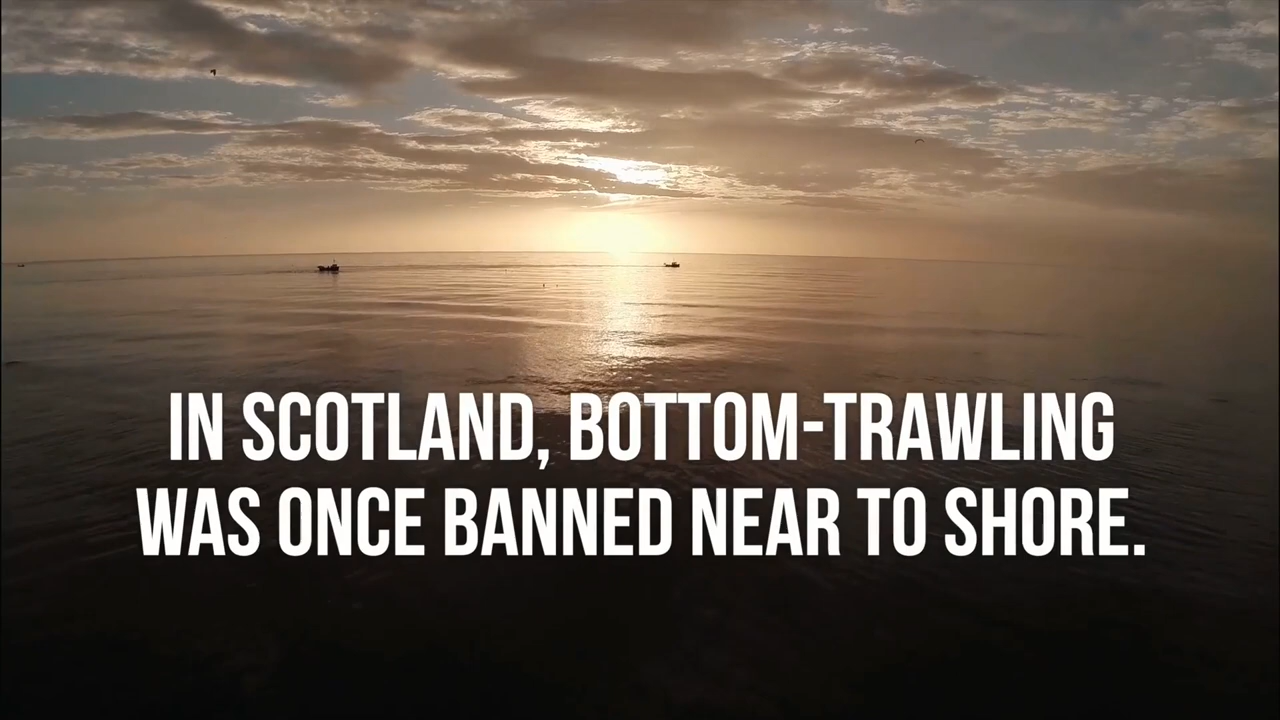 IN SCOTLAND, BOTTOM-TRAWLING
WAS ONCE BANNED NEAR TO SHORE.